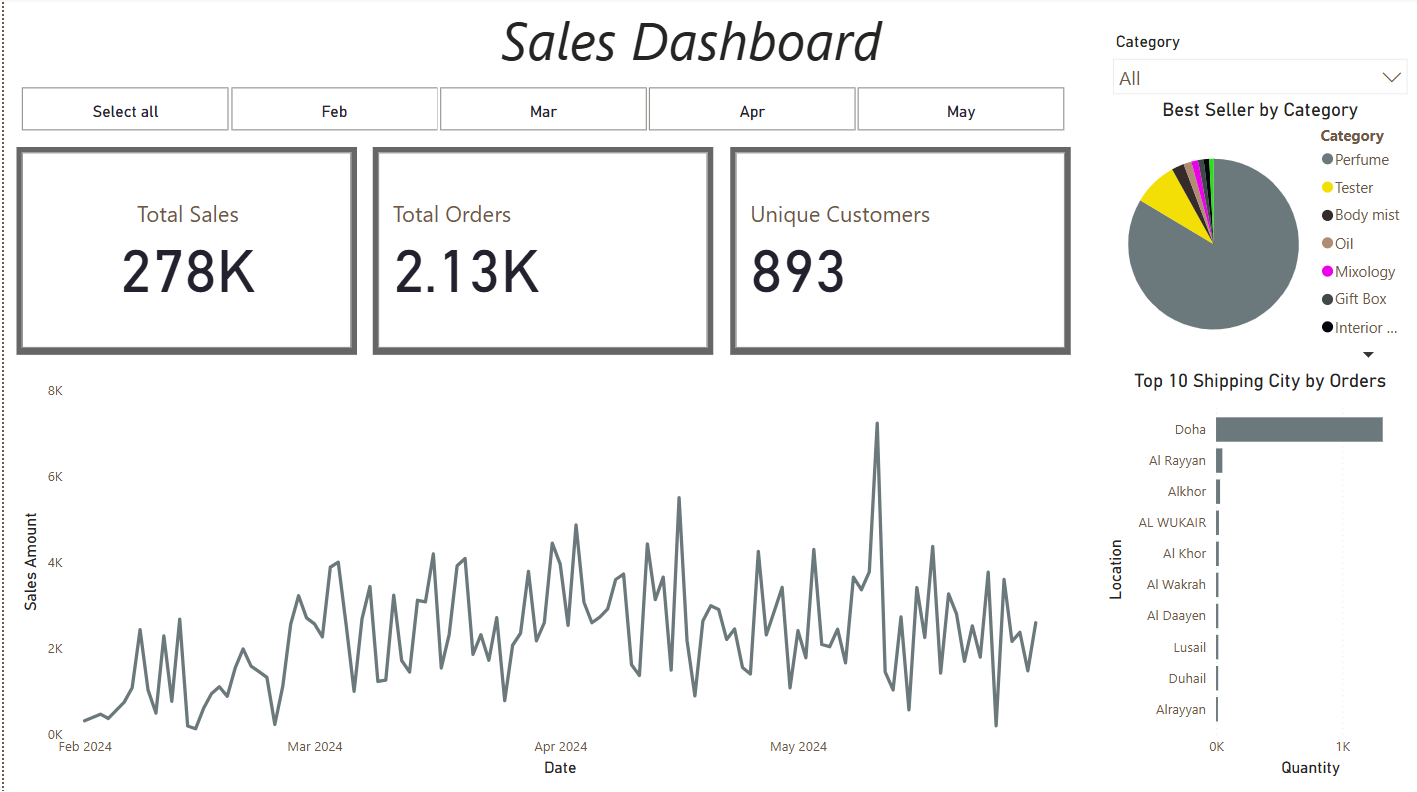 Sales Dashboard
Select all
Feb
Mar
Apr
May
Category
All
Total Sales
278K
Total Orders
2.13K
Unique Customers
893
Best Seller by Category
Category
Perfume
Tester
Body mist
Oil
Mixology
Gift Box
Interior ...
8K
6K
4K
2K
0K
Sales Amount
Feb 2024
Mar 2024
Apr 2024
May 2024
Date
Top 10 Shipping City by Orders
Location
Doha
Al Rayyan
Alkhor
AL WUKAIR
Al Khor
Al Wakrah
Al Daayen
Lusail
Duhail
Alrayyan
0K
1K
Quantity